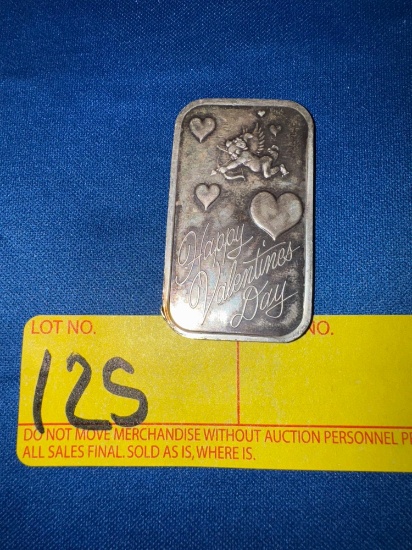 Happy
Valentines
Day
LOT NO.
NO.
125
DO NOT MOVE MERCHANDISE WITHOUT AUCTION PERSONNEL
ALL SALES FINAL. SOLD AS IS, WHERE IS.